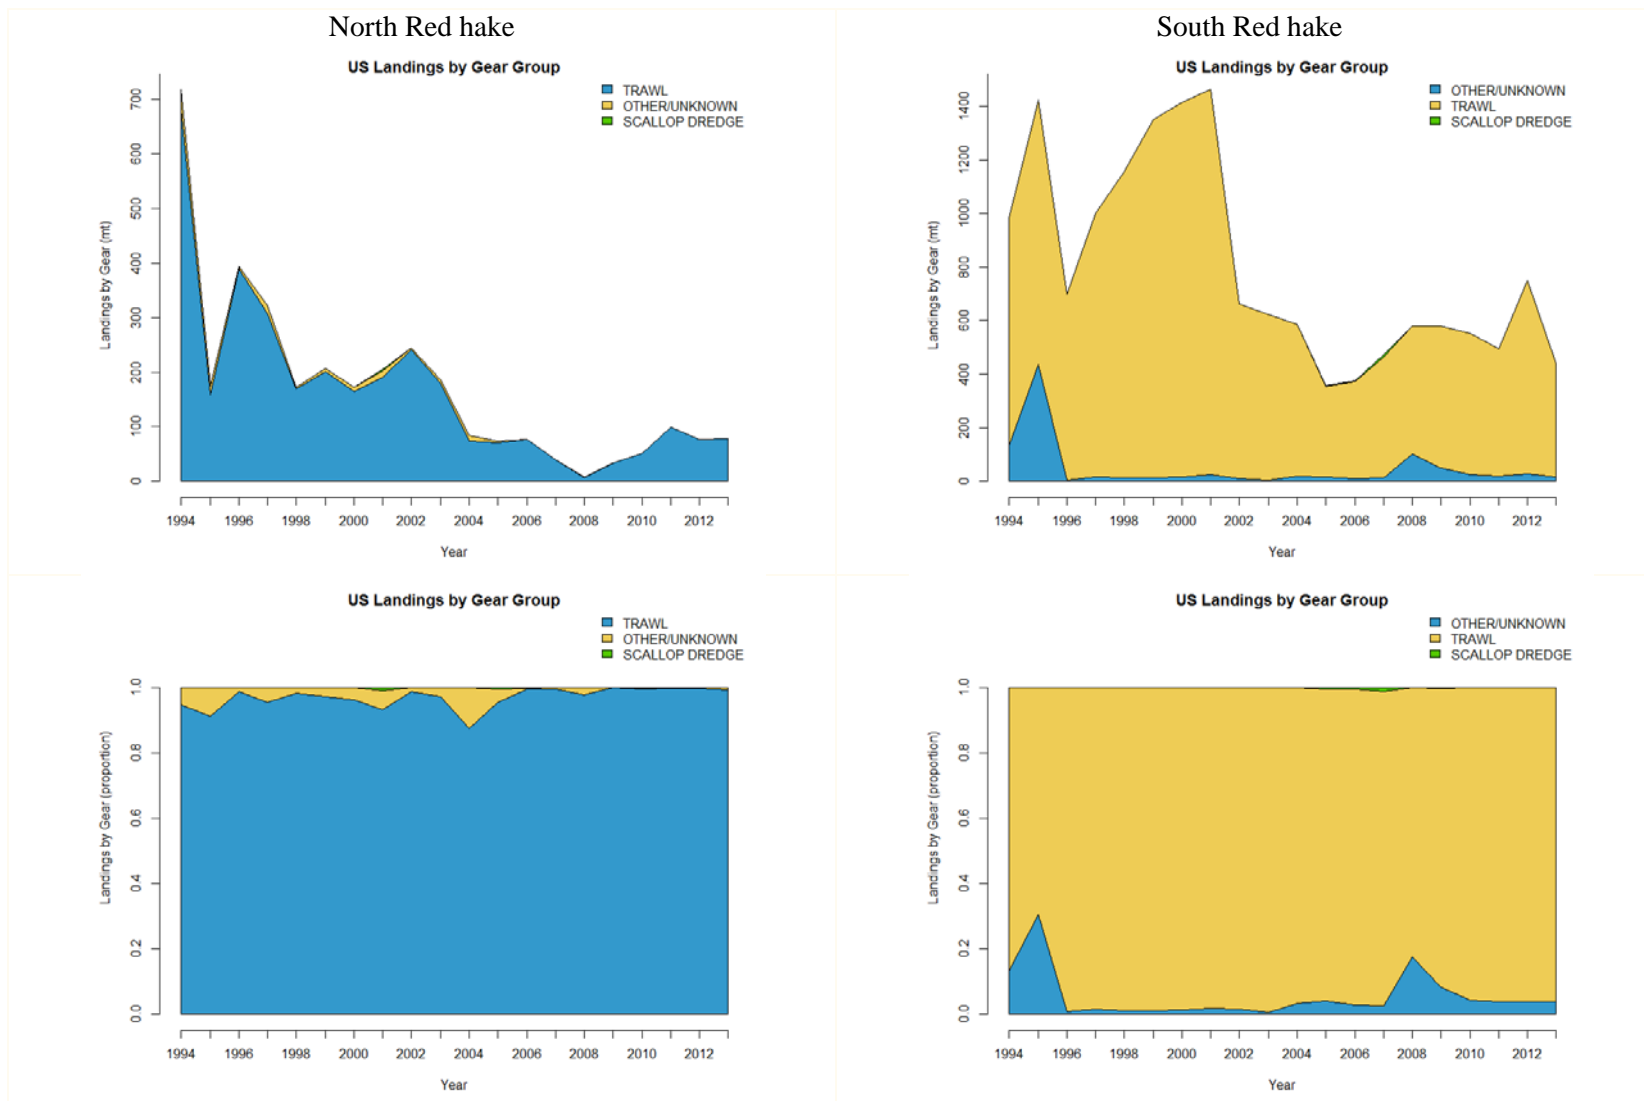 North Red hake
US Landings by Gear Group
TRAWL
OTHER/UNKNOWN
SCALLOP DREDGE
Landings by Gear (mt)
700
600
500
400
300
200
100
0
1994 1996 1998 2000 2002 2004 2006 2008 2010 2012
Year
South Red hake
US Landings by Gear Group
OTHER/UNKNOWN
TRAWL
SCALLOP DREDGE
Landings by Gear (mt)
1400
1200
1000
800
600
400
200
0
1994 1996 1998 2000 2002 2004 2006 2008 2010 2012
Year
US Landings by Gear Group
TRAWL
OTHER/UNKNOWN
SCALLOP DREDGE
Landings by Gear (proportion)
1.0
0.8
0.6
0.4
0.2
0.0
1994 1996 1998 2000 2002 2004 2006 2008 2010 2012
Year
US Landings by Gear Group
OTHER/UNKNOWN
TRAWL
SCALLOP DREDGE
Landings by Gear (proportion)
1.0
0.8
0.6
0.4
0.2
0.0
1994 1996 1998 2000 2002 2004 2006 2008 2010 2012
Year